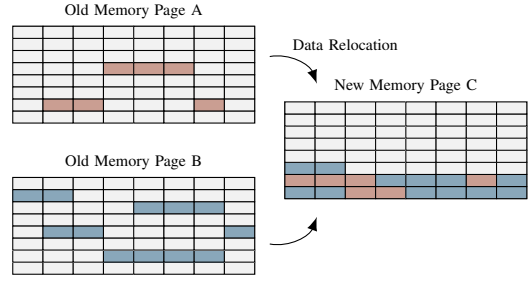 Old Memory Page A
Data Relocation
New Memory Page C
Old Memory Page B